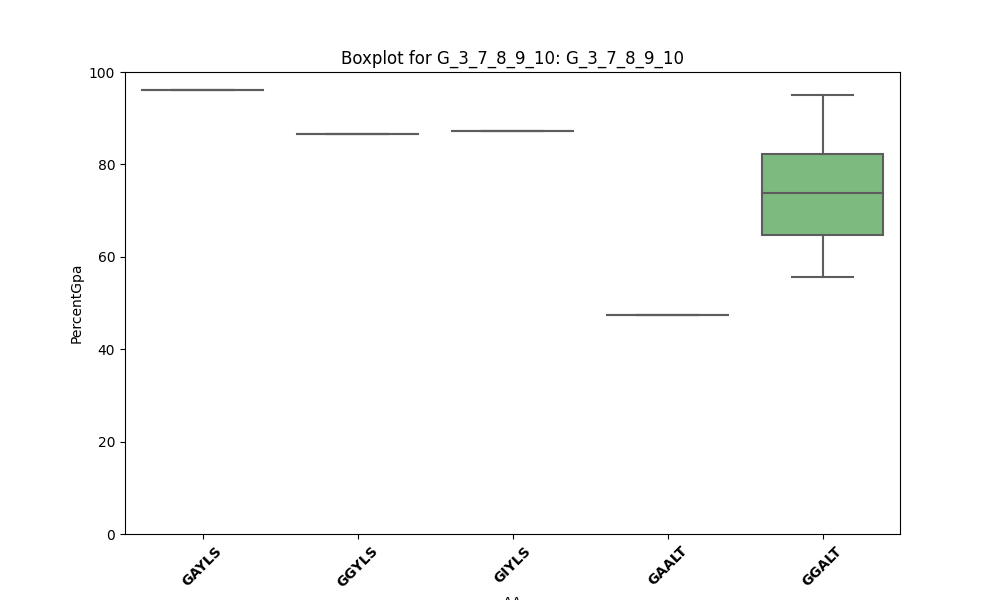 Boxplot for G_3_7_8_9_10: G_3_7_8_9_10
100
80
60
40
20
0
PercentGpa
GAYLS
GGYLS
GIYLS
GAALT
GGALT